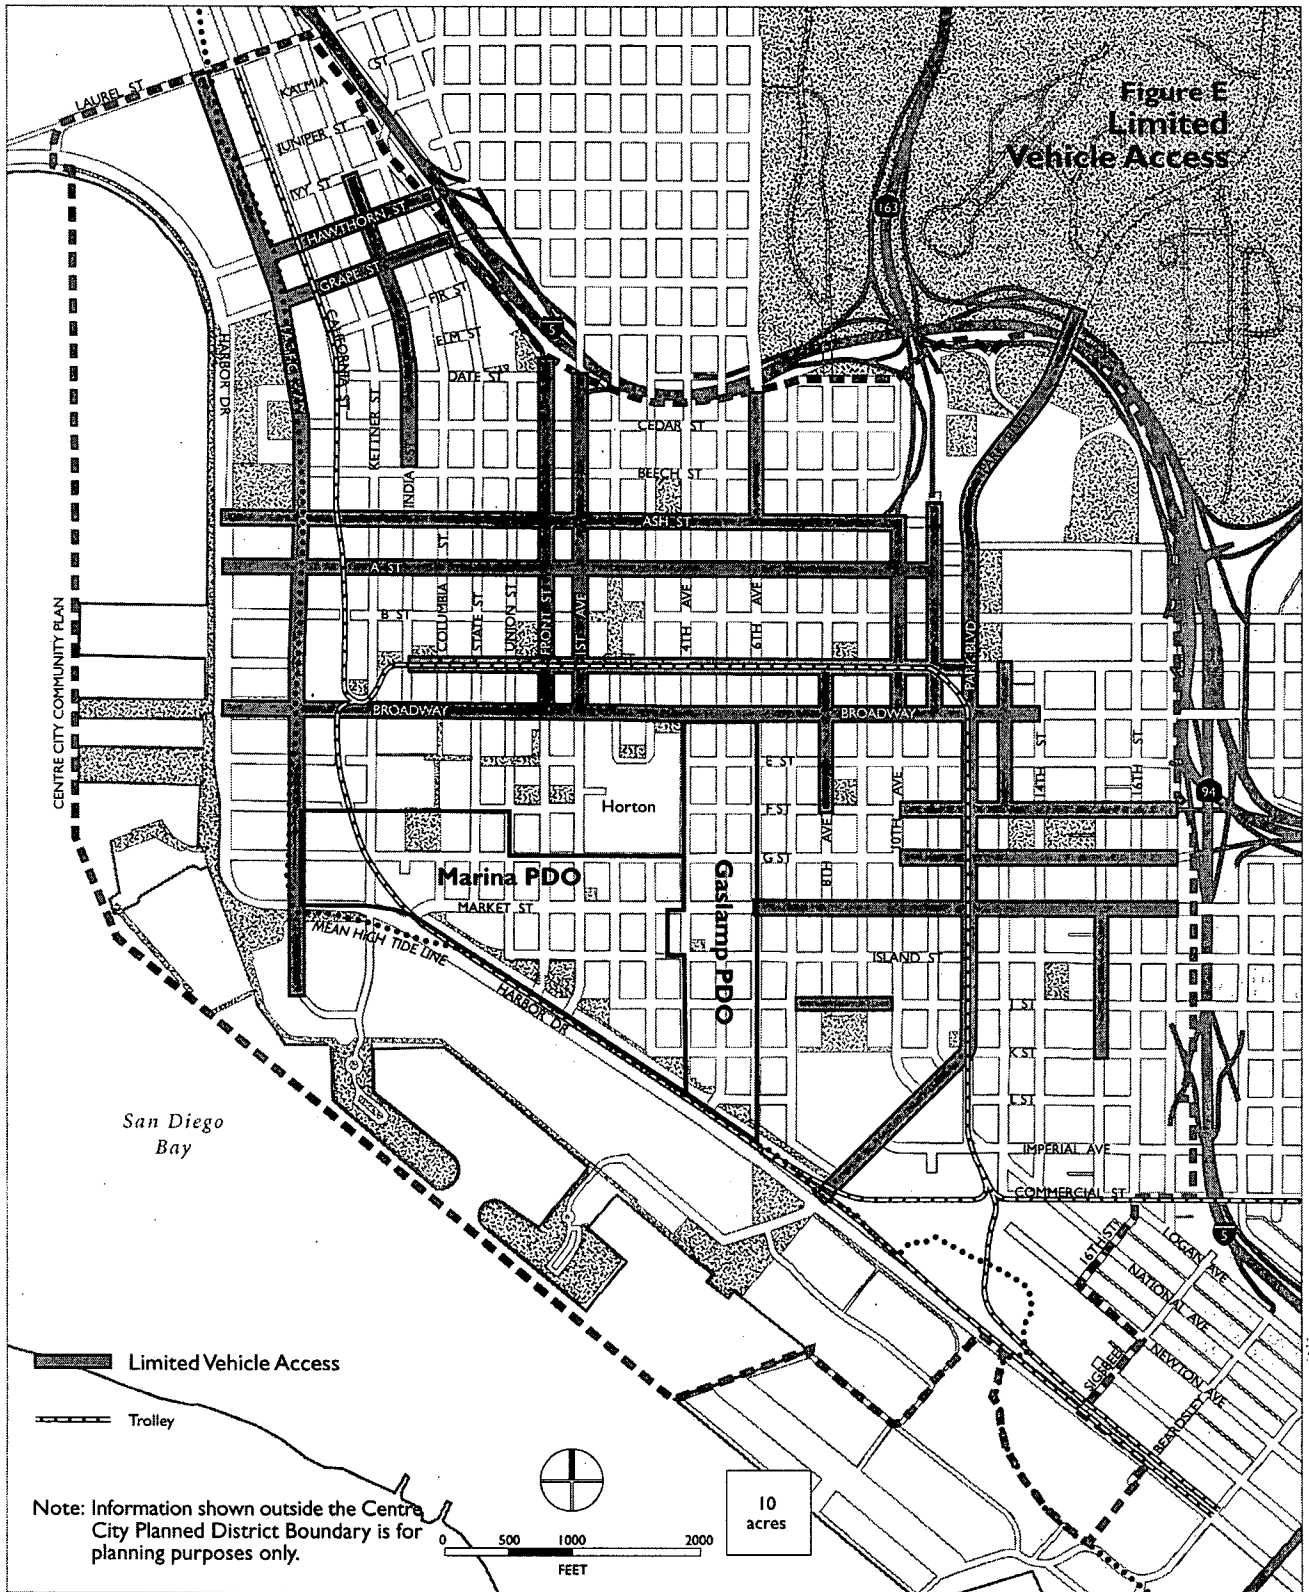 Figure E
Limited
Vehicle Access
LAUREL ST
ST
KALMIA
JUNIPER ST
IVY ST
HAWTHORN ST
GRAPE ST
FIR ST
ELM ST
DATE ST
CEDAR ST
BEECH ST
ASH ST
A ST
B ST
BROADWAY
BROADWAY
HARBOR DR
CALIFORNIA ST
KETTNER ST
INDIA ST
COLUMBIA ST
STATE ST
UNION ST
FRONT ST
1ST AVE
4TH AVE
6TH AVE
PARK BLVD
PARK BLVD
163
5
94
5
14TH ST
16TH ST
8TH AVE
10TH AVE
E ST
F ST
G ST
Horton
Marina PDO
Gaslamp PDO
MARKET ST
MEAN HIGH TIDE LINE
HARBOR DR
ISLAND ST
J ST
K ST
L ST
IMPERIAL AVE
COMMERCIAL ST
16TH ST
LOGAN AVE
NATIONAL AVE
NEWTON AVE
SIGSBEE
BEARDSLEY
CENTRE CITY COMMUNITY PLAN
San Diego
Bay
Limited Vehicle Access
Trolley
Note: Information shown outside the Centre
City Planned District Boundary is for
planning purposes only.
0 500 1000 2000
FEET
10
acres